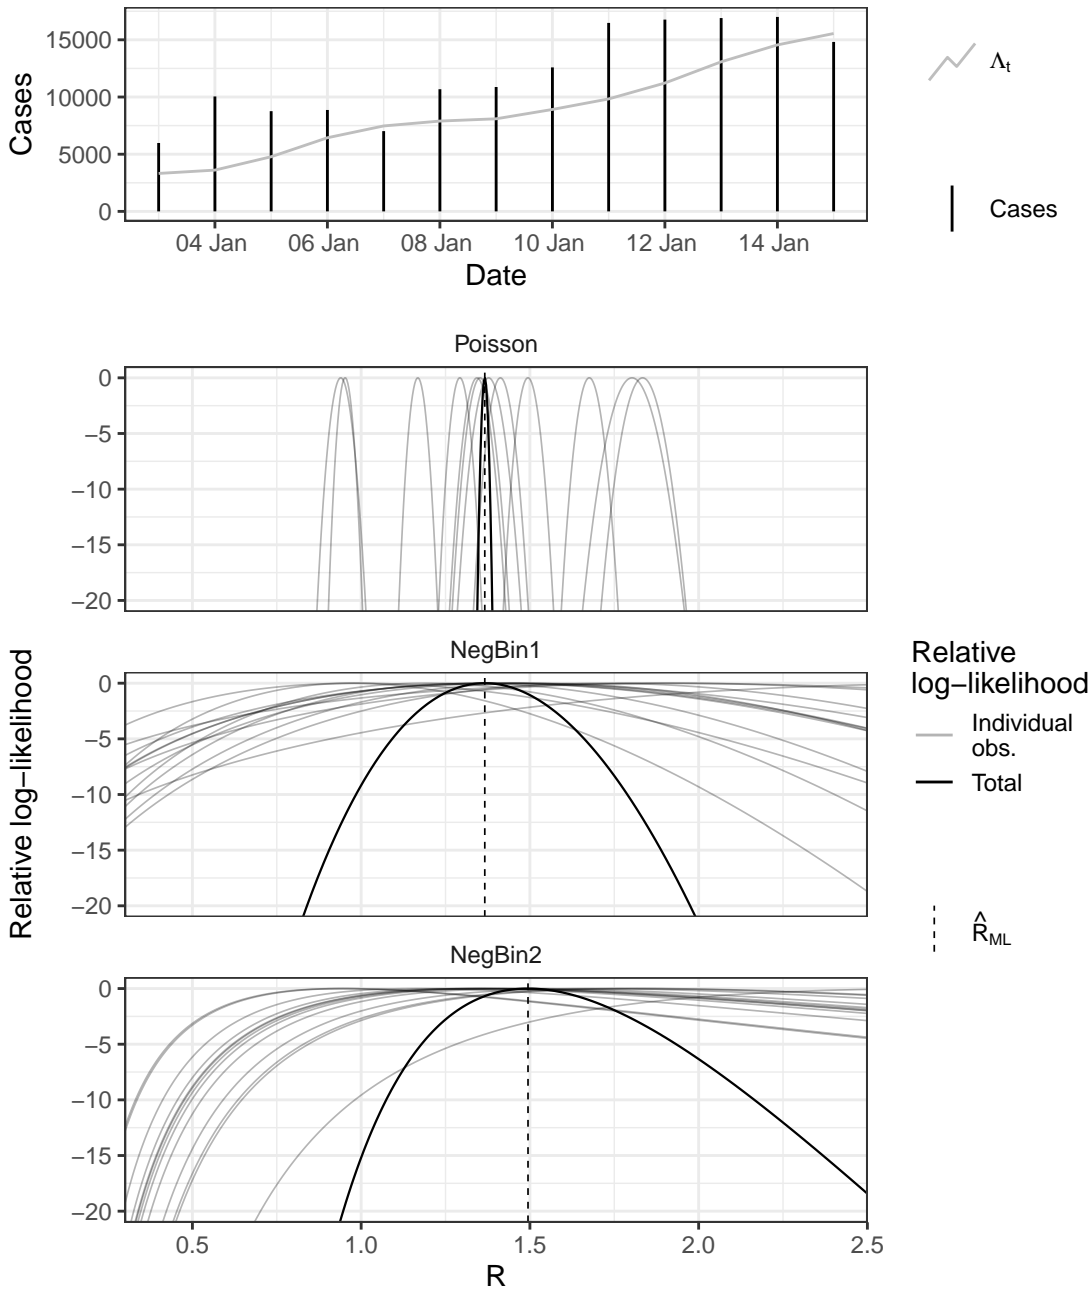 15000
10000
5000
0
Cases
04 Jan
06 Jan
08 Jan
10 Jan
12 Jan
14 Jan
Date
Λt
Cases
Poisson
0
−5
−10
−15
−20
NegBin1
0
−5
−10
−15
−20
NegBin2
0
−5
−10
−15
−20
0.5
1.0
1.5
2.0
2.5
R
Relative log−likelihood
Relative
log−likelihood
Individual
obs.
Total
R̂ML